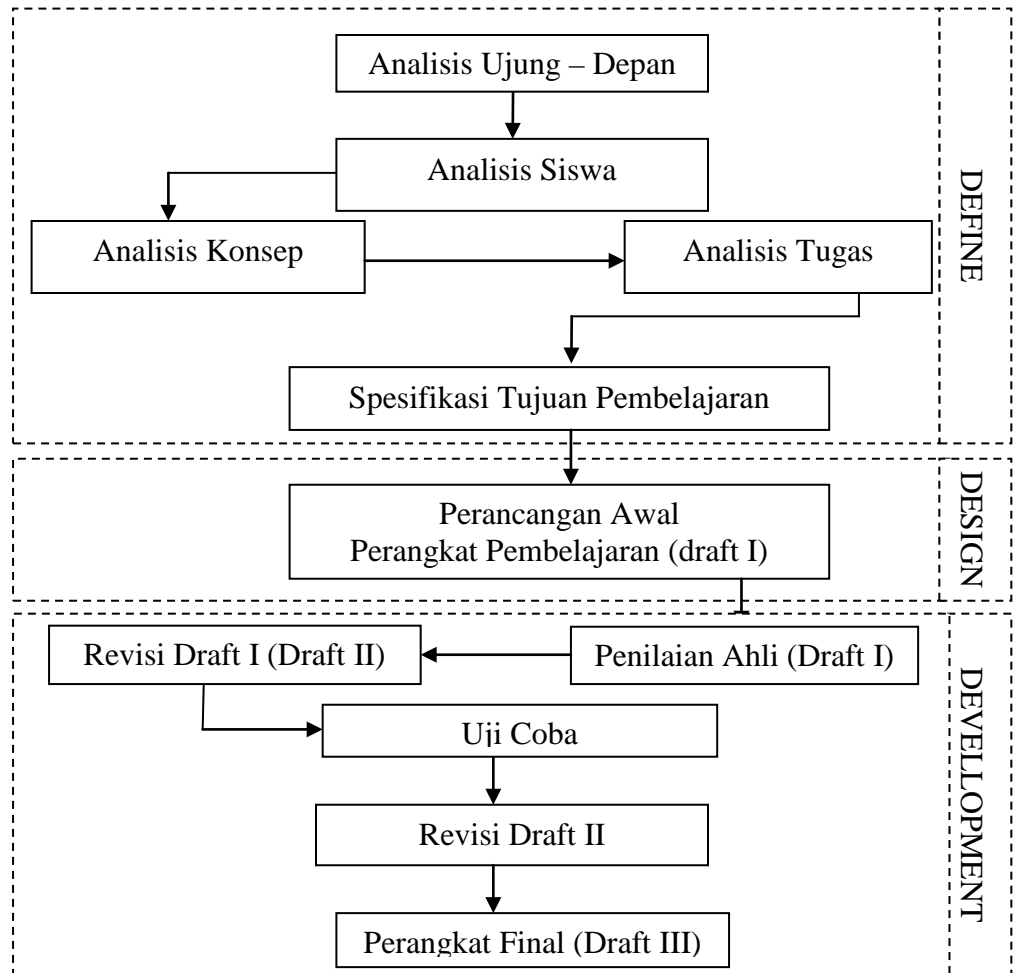 Analisis Ujung – Depan
Analisis Siswa
Analisis Konsep
Analisis Tugas
Spesifikasi Tujuan Pembelajaran
DEFINE
Perancangan Awal
Perangkat Pembelajaran (draft I)
DESIGN
Revisi Draft I (Draft II)
Penilaian Ahli (Draft I)
Uji Coba
Revisi Draft II
Perangkat Final (Draft III)
DEVELLOPMENT